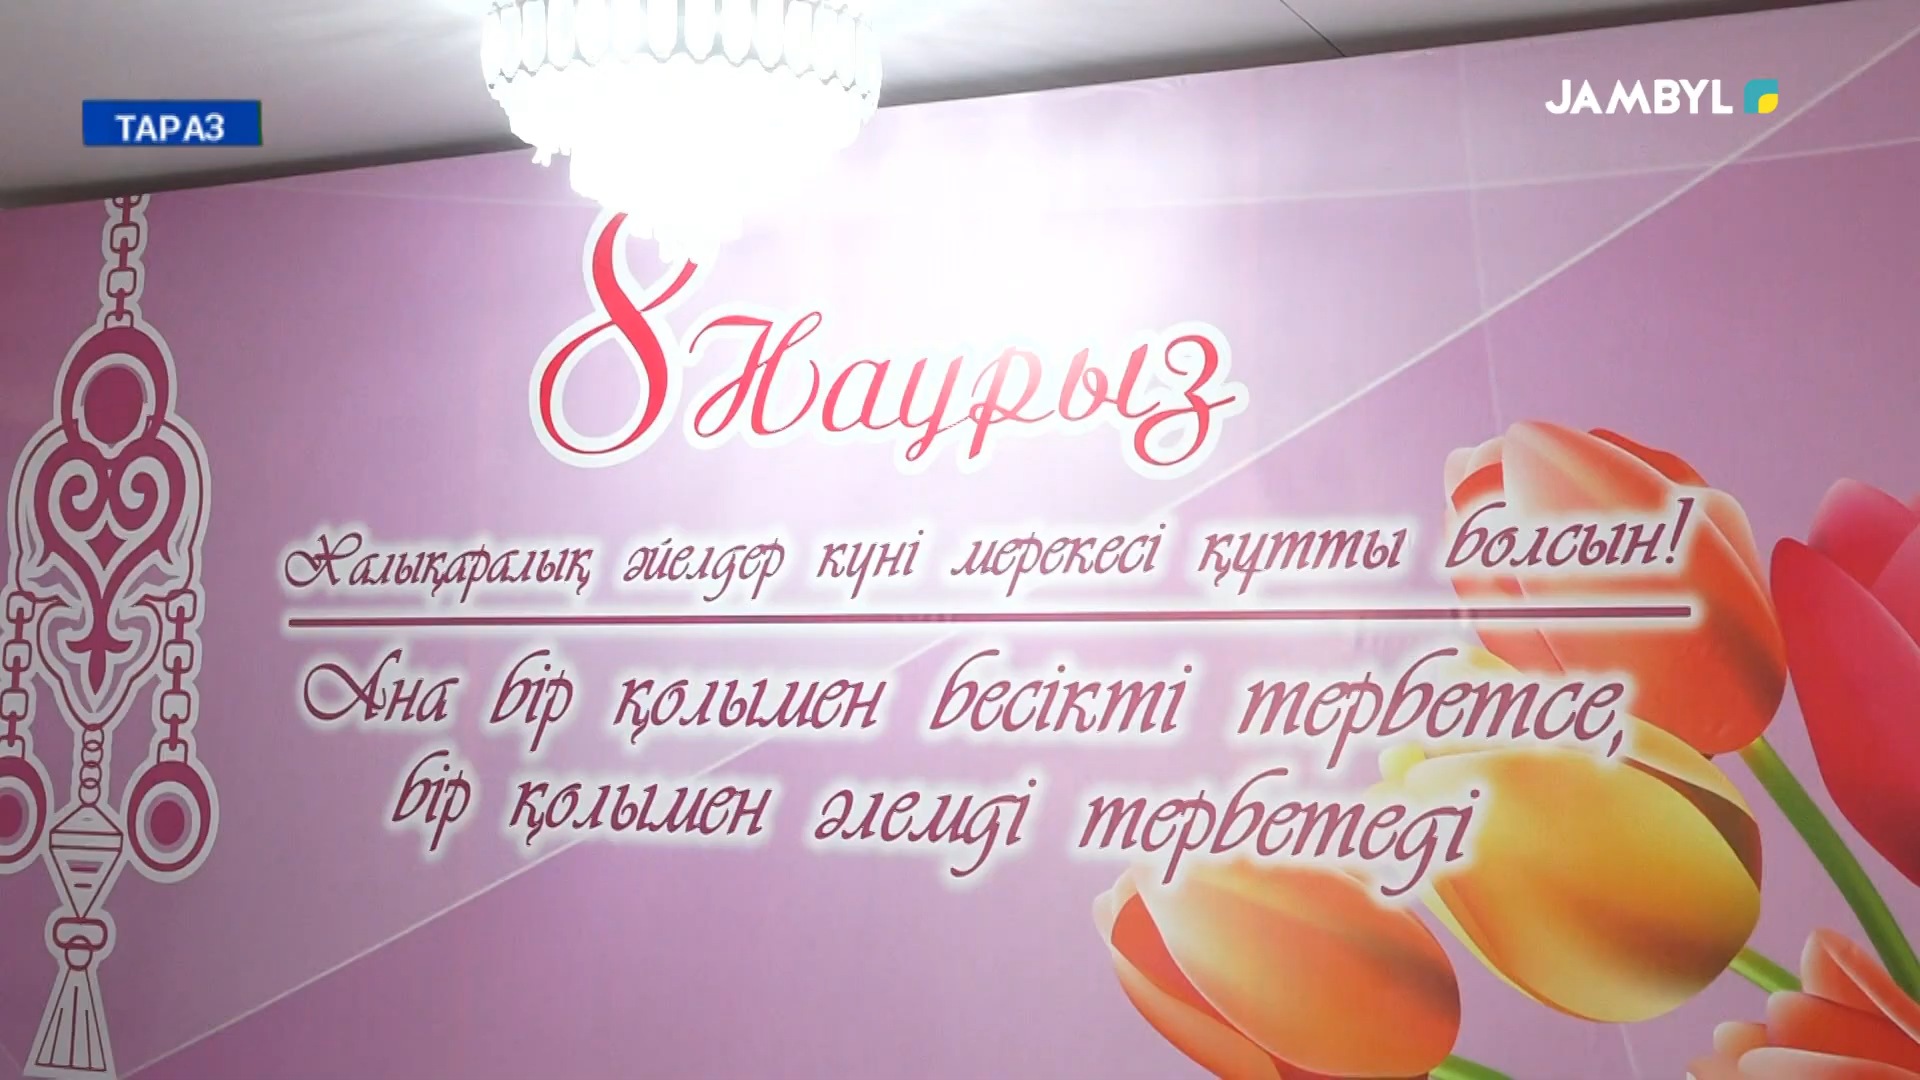 ТАРАЗ
JAMBYL
8 Наурыз
Халықаралық әйелдер күні мерекесі құтты болсын!
Ана бір қолымен бесікті тербетсе,
бір қолымен әлемді тербетеді